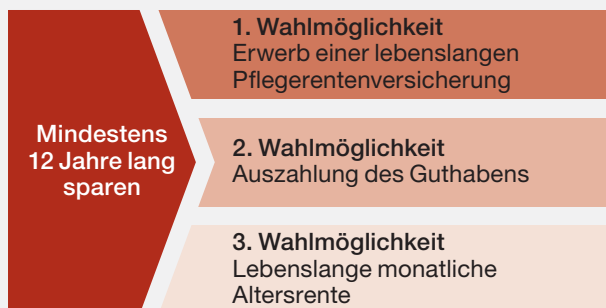 Mindestens
12 Jahre lang
sparen
1. Wahlmöglichkeit
Erwerb einer lebenslangen
Pflegerentenversicherung
2. Wahlmöglichkeit
Auszahlung des Guthabens
3. Wahlmöglichkeit
Lebenslange monatliche
Altersrente